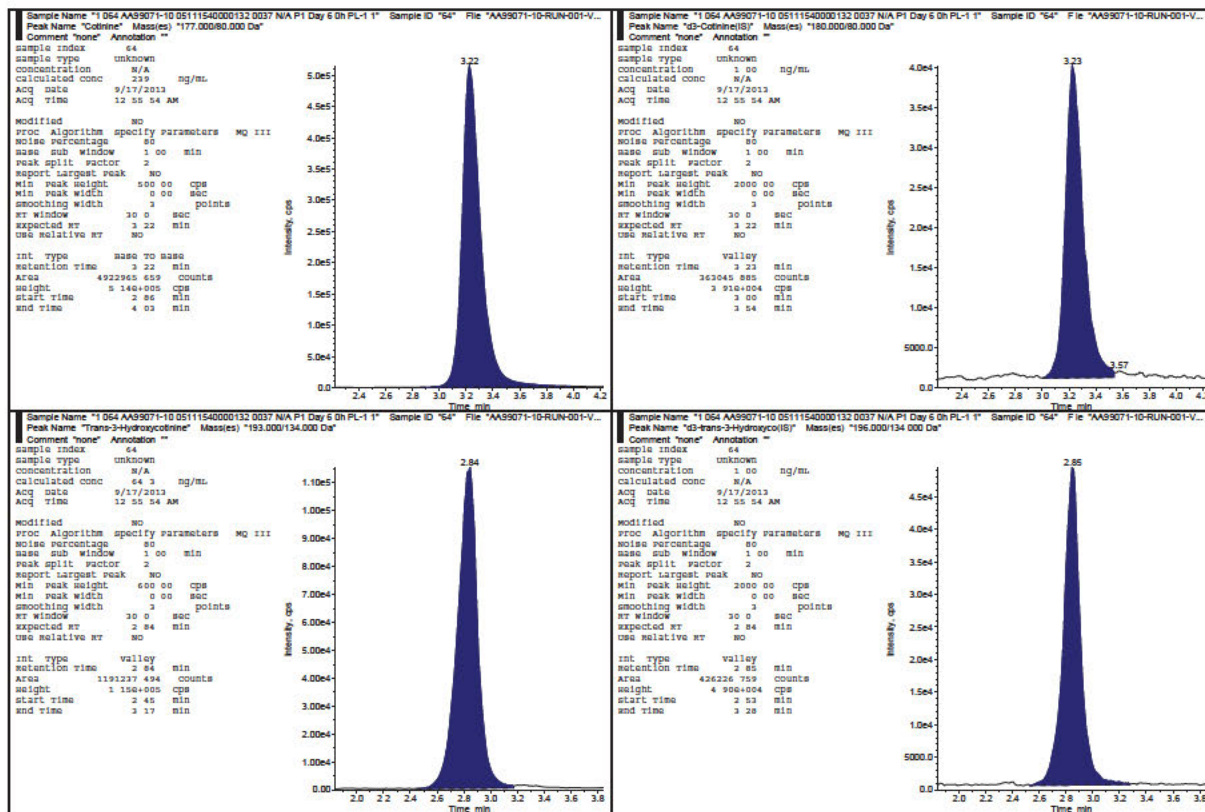 Sample Name "1 064 AA99071-10 05111540000132 0037 N/A P1 Day 6 0h PL-1 1" Sample ID "64" File "AA99071-10-RUN-001-V...
Peak Name "Cotinine" Mass(es) "177.000/80.000 Da"
Comment "none" Annotation ""
Sample Index 64
Sample Type Unknown
Concentration N/A
Calculated Conc 239 ng/mL
Acq Date 9/17/2013
Acq Time 12 55 54 AM
Modified NO
Proc Algorithm Specify Parameters MQ III
Noise Percentage 80
Base Sub Window 1 00 min
Peak Split Factor 2
Report Largest Peak NO
Min Peak Height 500 00 cps
Min Peak Width 0 00 sec
Smoothing Width 3 points
RT Window 30 0 sec
Expected RT 3 22 min
Use Relative RT NO
Int Type Base To Base
Retention Time 3 22 min
Area 4922965 659 counts
Height 5 14e+005 cps
Start Time 2 86 min
End Time 4 03 min
3.22
Intensity, cps
5.0e5
4.5e5
4.0e5
3.5e5
3.0e5
2.5e5
2.0e5
1.5e5
1.0e5
5.0e4
0.0
2.4 2.6 2.8 3.0 3.2 3.4 3.6 3.8 4.0 4.2
Time min
Sample Name "1 064 AA99071-10 05111540000132 0037 N/A P1 Day 6 0h PL-1 1" Sample ID "64" File "AA99071-10-RUN-001-V...
Peak Name "d3-Cotinine(IS)" Mass(es) "180.000/80.000 Da"
Comment "none" Annotation ""
Sample Index 64
Sample Type Unknown
Concentration 1 00 ng/mL
Calculated Conc N/A
Acq Date 9/17/2013
Acq Time 12 55 54 AM
Modified NO
Proc Algorithm Specify Parameters MQ III
Noise Percentage 80
Base Sub Window 1 00 min
Peak Split Factor 2
Report Largest Peak NO
Min Peak Height 2000 00 cps
Min Peak Width 0 00 sec
Smoothing Width 3 points
RT Window 30 0 sec
Expected RT 3 22 min
Use Relative RT NO
Int Type Valley
Retention Time 3 23 min
Area 363045 885 counts
Height 3 91e+004 cps
Start Time 3 00 min
End Time 3 54 min
3.23
3.57
Intensity, cps
4.0e4
3.5e4
3.0e4
2.5e4
2.0e4
1.5e4
1.0e4
5000.0
0.0
2.4 2.6 2.8 3.0 3.2 3.4 3.6 3.8 4.0 4.2
Time min
Sample Name "1 064 AA99071-10 05111540000132 0037 N/A P1 Day 6 0h PL-1 1" Sample ID "64" File "AA99071-10-RUN-001-V...
Peak Name "Trans-3-Hydroxycotinine" Mass(es) "193.000/134.000 Da"
Comment "none" Annotation ""
Sample Index 64
Sample Type Unknown
Concentration N/A
Calculated Conc 64 3 ng/mL
Acq Date 9/17/2013
Acq Time 12 55 54 AM
Modified NO
Proc Algorithm Specify Parameters MQ III
Noise Percentage 80
Base Sub Window 1 00 min
Peak Split Factor 2
Report Largest Peak NO
Min Peak Height 600 00 cps
Min Peak Width 0 00 sec
Smoothing Width 3 points
RT Window 30 0 sec
Expected RT 2 84 min
Use Relative RT NO
Int Type Valley
Retention Time 2 84 min
Area 1191237 494 counts
Height 1 15e+005 cps
Start Time 2 45 min
End Time 3 17 min
2.84
Intensity, cps
1.10e5
1.00e5
9.00e4
8.00e4
7.00e4
6.00e4
5.00e4
4.00e4
3.00e4
2.00e4
1.00e4
0.00
2.0 2.2 2.4 2.6 2.8 3.0 3.2 3.4 3.6 3.8
Time min
Sample Name "1 064 AA99071-10 05111540000132 0037 N/A P1 Day 6 0h PL-1 1" Sample ID "64" File "AA99071-10-RUN-001-V...
Peak Name "d3-trans-3-Hydroxyco(IS)" Mass(es) "196.000/134.000 Da"
Comment "none" Annotation ""
Sample Index 64
Sample Type Unknown
Concentration 1 00 ng/mL
Calculated Conc N/A
Acq Date 9/17/2013
Acq Time 12 55 54 AM
Modified NO
Proc Algorithm Specify Parameters MQ III
Noise Percentage 80
Base Sub Window 1 00 min
Peak Split Factor 2
Report Largest Peak NO
Min Peak Height 2000 00 cps
Min Peak Width 0 00 sec
Smoothing Width 3 points
RT Window 30 0 sec
Expected RT 2 84 min
Use Relative RT NO
Int Type Valley
Retention Time 2 85 min
Area 426226 759 counts
Height 4 90e+004 cps
Start Time 2 53 min
End Time 3 28 min
2.85
Intensity, cps
4.5e4
4.0e4
3.5e4
3.0e4
2.5e4
2.0e4
1.5e4
1.0e4
5000.0
0.0
2.0 2.2 2.4 2.6 2.8 3.0 3.2 3.4 3.6 3.8
Time min